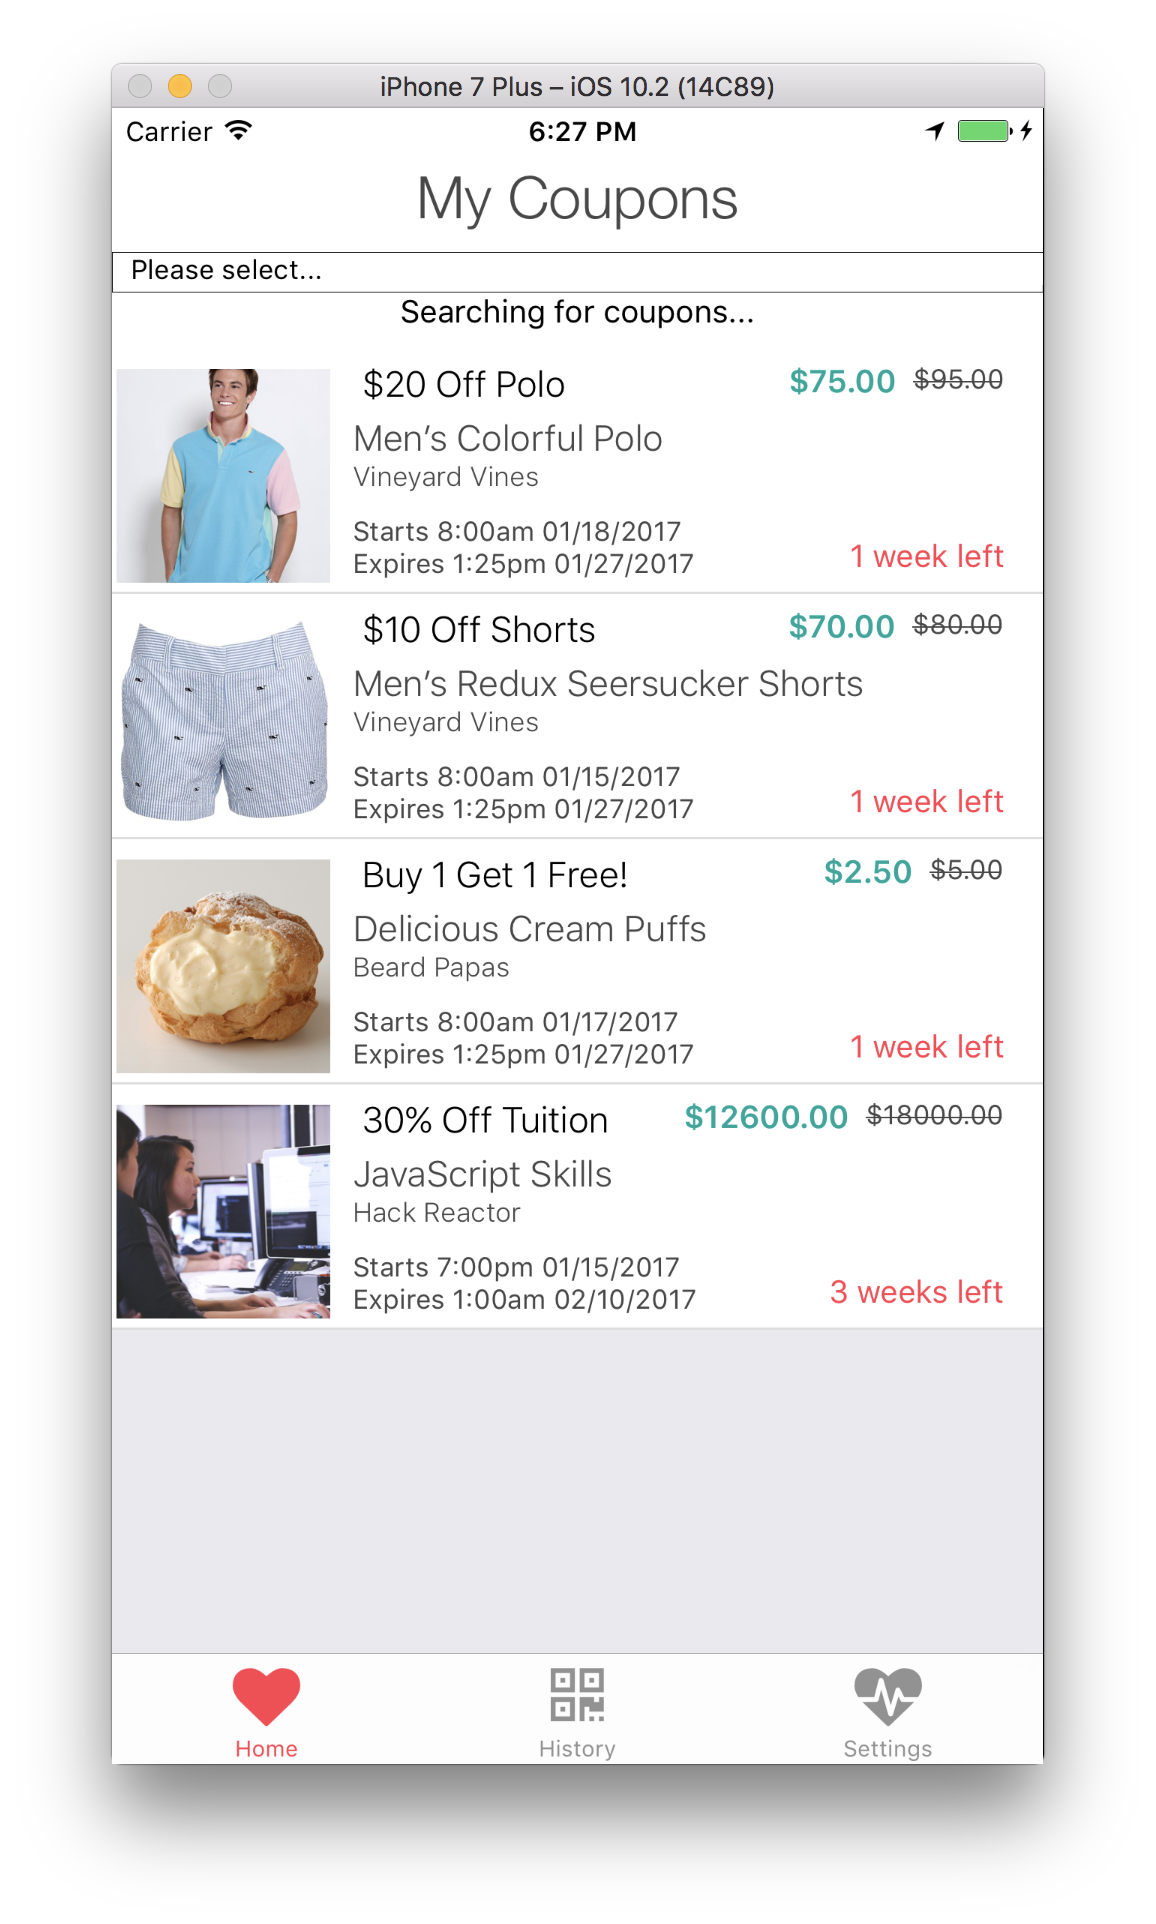 iPhone 7 Plus – iOS 10.2 (14C89)
Carrier 6:27 PM
My Coupons
Please select...
Searching for coupons...
$20 Off Polo $75.00 $95.00
Men's Colorful Polo
Vineyard Vines
Starts 8:00am 01/18/2017
Expires 1:25pm 01/27/2017 1 week left
$10 Off Shorts $70.00 $80.00
Men's Redux Seersucker Shorts
Vineyard Vines
Starts 8:00am 01/15/2017
Expires 1:25pm 01/27/2017 1 week left
Buy 1 Get 1 Free! $2.50 $5.00
Delicious Cream Puffs
Beard Papas
Starts 8:00am 01/17/2017
Expires 1:25pm 01/27/2017 1 week left
30% Off Tuition $12600.00 $18000.00
JavaScript Skills
Hack Reactor
Starts 7:00pm 01/15/2017
Expires 1:00am 02/10/2017 3 weeks left
Home History Settings